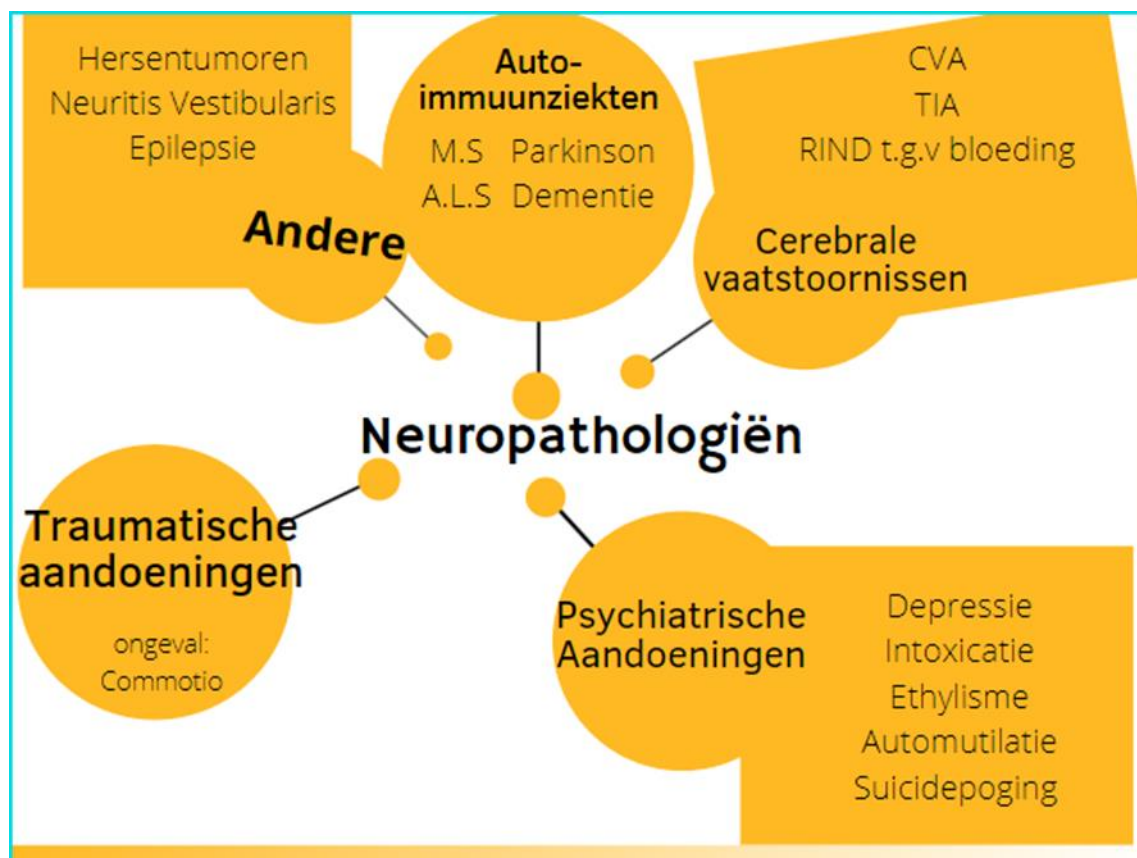 Hersentumoren
Neuritis Vestibularis
Epilepsie
Andere
Auto-
immuunziekten
M.S Parkinson
A.L.S Dementie
CVA
TIA
RIND t.g.v bloeding
Cerebrale
vaatstoornissen
Neuropathologiën
Traumatische
aandoeningen
ongeval:
Commotio
Psychiatrische
Aandoeningen
Depressie
Intoxicatie
Ethylisme
Automutilatie
Suicidepoging